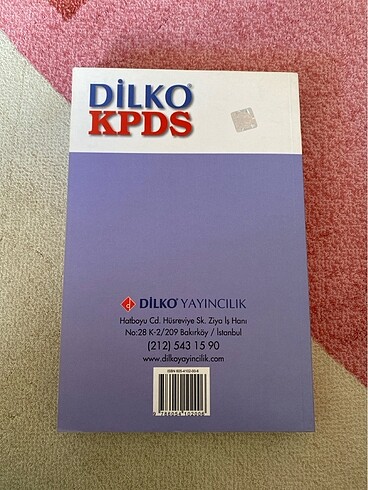 DİLKO®
KPDS
d DİLKO® YAYINCILIK
Hatboyu Cd. Hüsreviye Sk. Ziya İş Hanı
No:28 K-2/209 Bakırköy / İstanbul
(212) 543 15 90
www.dilkoyayincilik.com